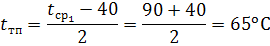 t_тп = (t_ср₁ − 40)/2 = (90 + 40)/2 = 65°C